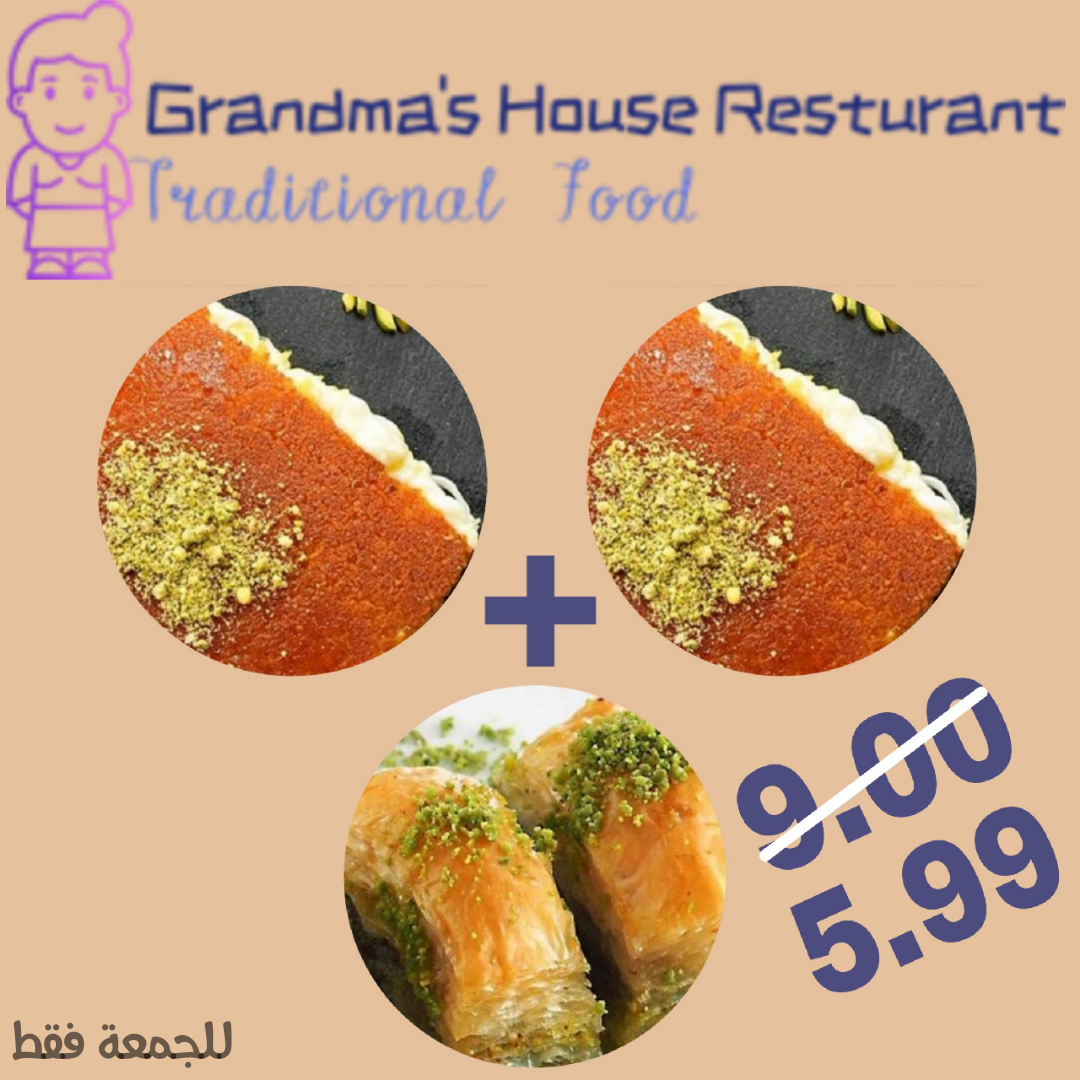 Grandma's House Resturant
Traditional Food
+
9.00
5.99
للجمعة فقط